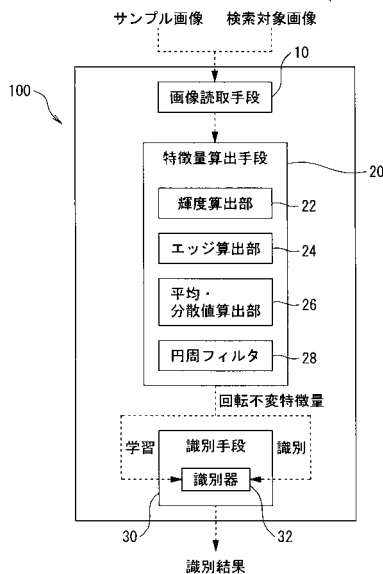 サンプル画像 検索対象画像
10
100
画像読取手段
特徴量算出手段
20
輝度算出部
22
エッジ算出部
24
平均・
分散値算出部
26
円周フィルタ
28
回転不変特徴量
学習
識別手段
識別
識別器
30
32
識別結果